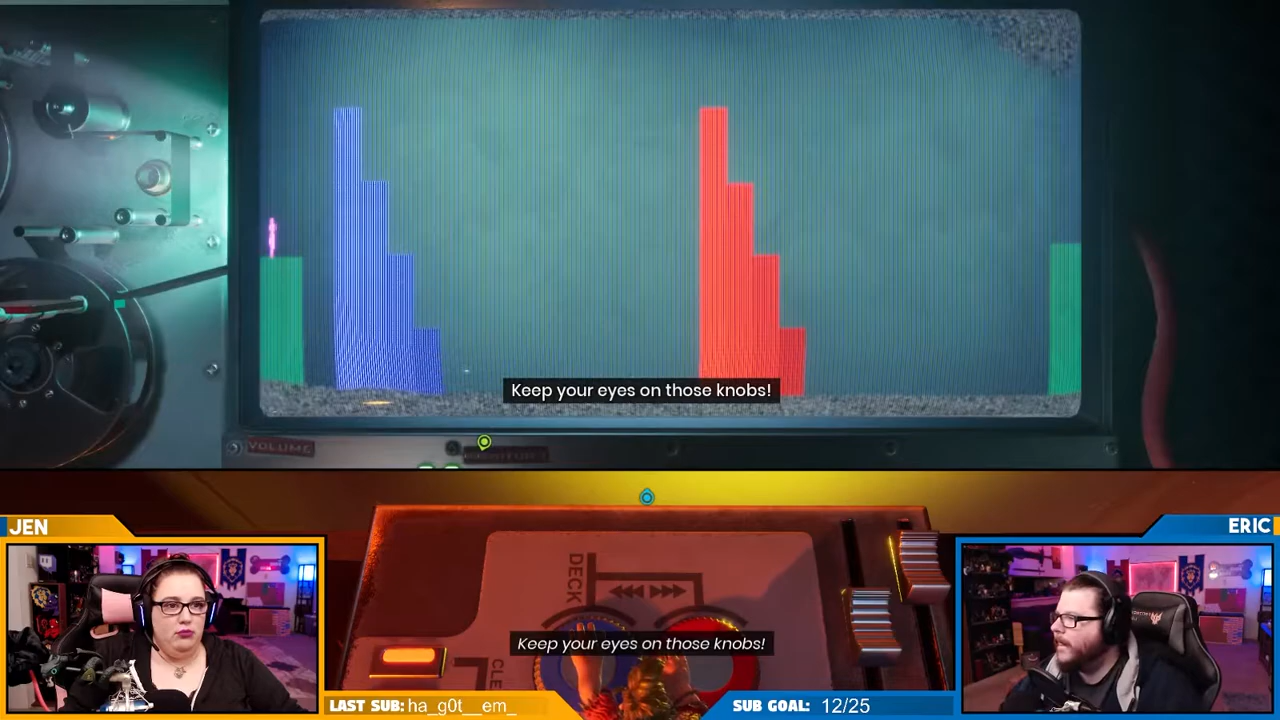 Keep your eyes on those knobs!
VOLUME
JEN
ERIC
DECK
Keep your eyes on those knobs!
CLE
LAST SUB: ha_g0t__em_
SUB GOAL: 12/25